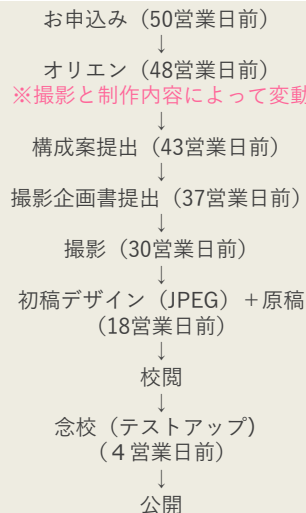 お申込み（50営業日前）
↓
オリエン（48営業日前）
※撮影と制作内容によって変動
↓
構成案提出（43営業日前）
↓
撮影企画書提出（37営業日前）
↓
撮影（30営業日前）
↓
初稿デザイン（JPEG）＋原稿
（18営業日前）
↓
校閲
↓
念校（テストアップ）
（４営業日前）
↓
公開